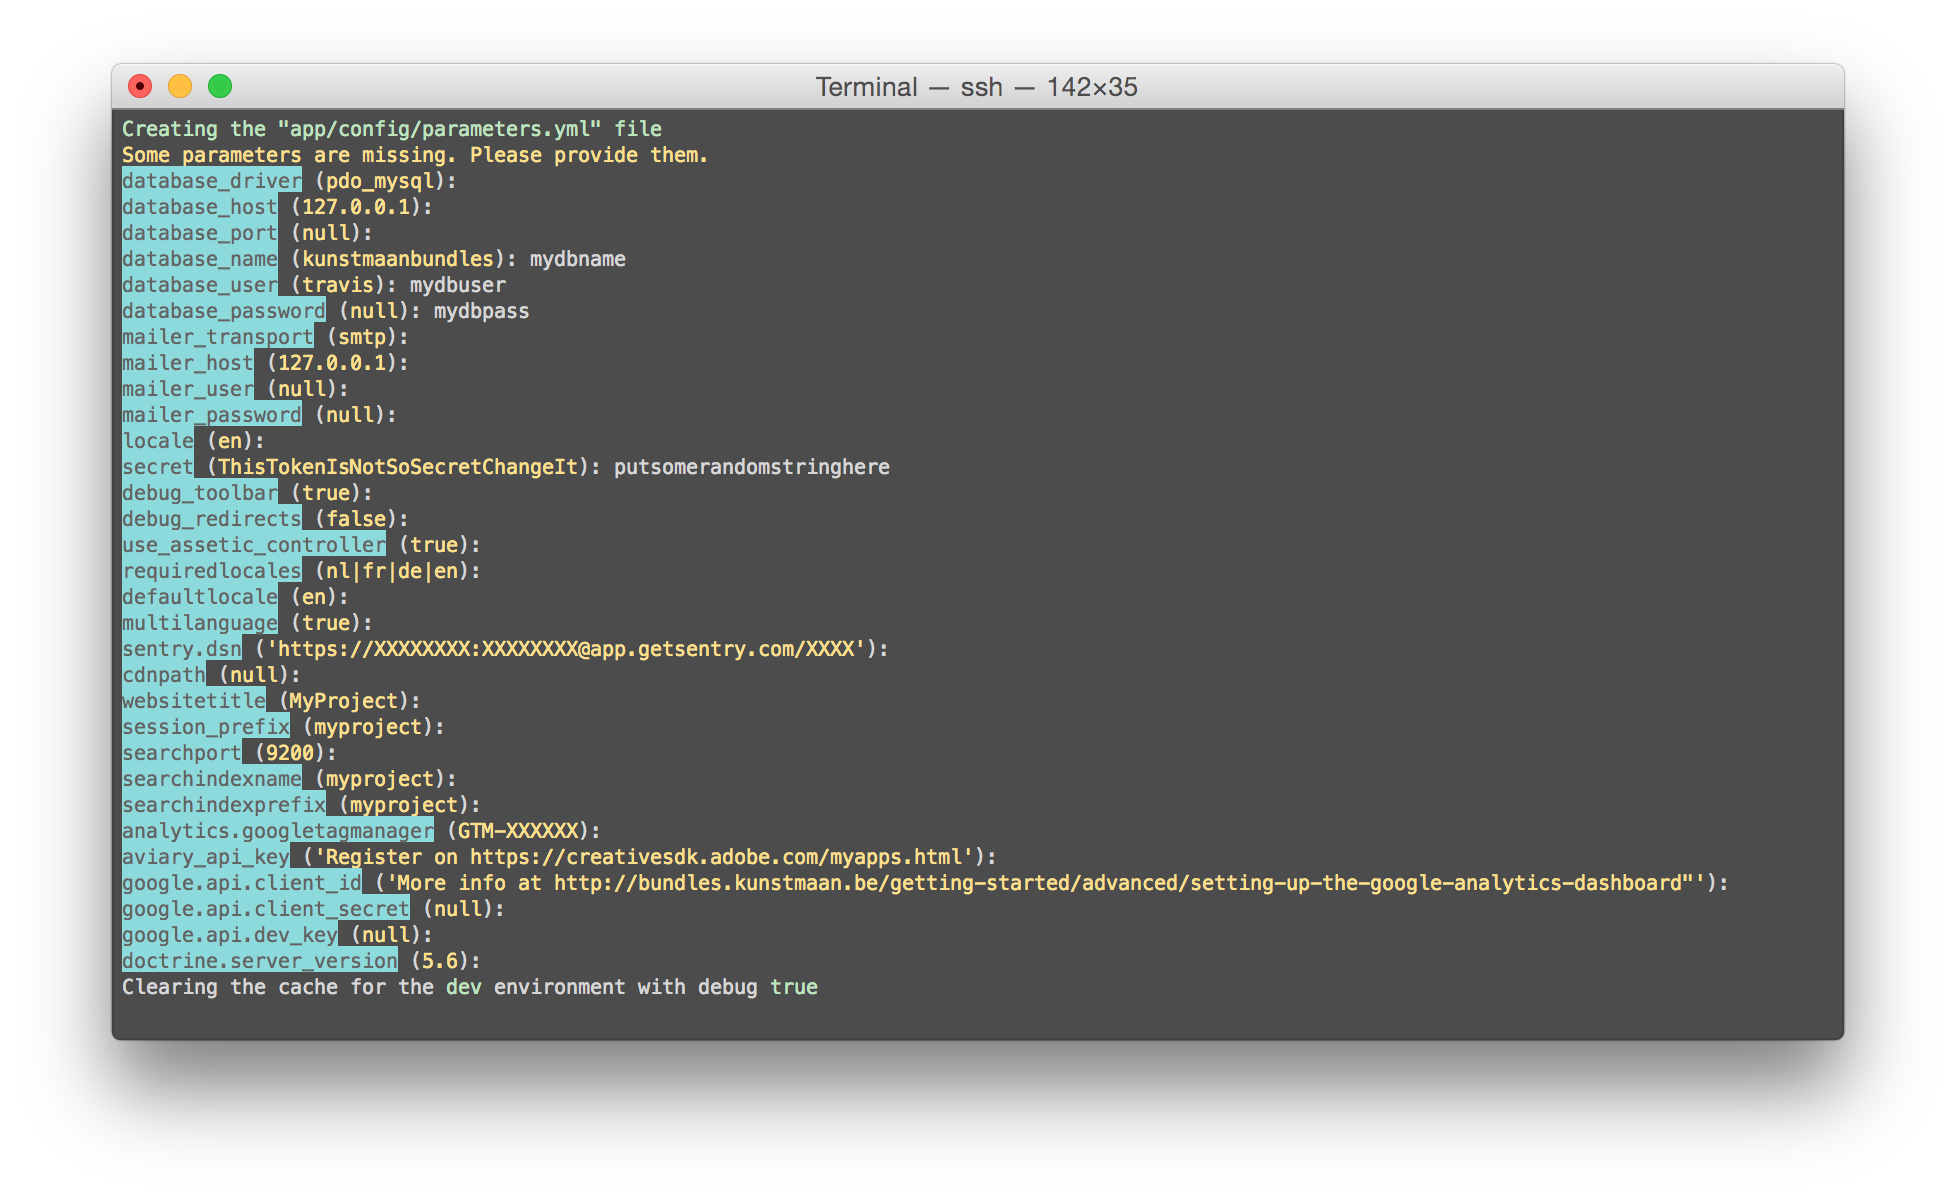 Terminal — ssh — 142×35
Creating the "app/config/parameters.yml" file
Some parameters are missing. Please provide them.
database_driver (pdo_mysql):
database_host (127.0.0.1):
database_port (null):
database_name (kunstmaanbundles): mydbname
database_user (travis): mydbuser
database_password (null): mydbpass
mailer_transport (smtp):
mailer_host (127.0.0.1):
mailer_user (null):
mailer_password (null):
locale (en):
secret (ThisTokenIsNotSoSecretChangeIt): putsomerandomstringhere
debug_toolbar (true):
debug_redirects (false):
use_assetic_controller (true):
requiredlocales (nl|fr|de|en):
defaultlocale (en):
multilanguage (true):
sentry.dsn ('https://XXXXXXXX:XXXXXXXX@app.getsentry.com/XXXX'):
cdnpath (null):
websitetitle (MyProject):
session_prefix (myproject):
searchport (9200):
searchindexname (myproject):
searchindexprefix (myproject):
analytics.googletagmanager (GTM-XXXXXX):
aviary_api_key ('Register on https://creativesdk.adobe.com/myapps.html'):
google.api.client_id ('More info at http://bundles.kunstmaan.be/getting-started/advanced/setting-up-the-google-analytics-dashboard"'):
google.api.client_secret (null):
google.api.dev_key (null):
doctrine.server_version (5.6):
Clearing the cache for the dev environment with debug true